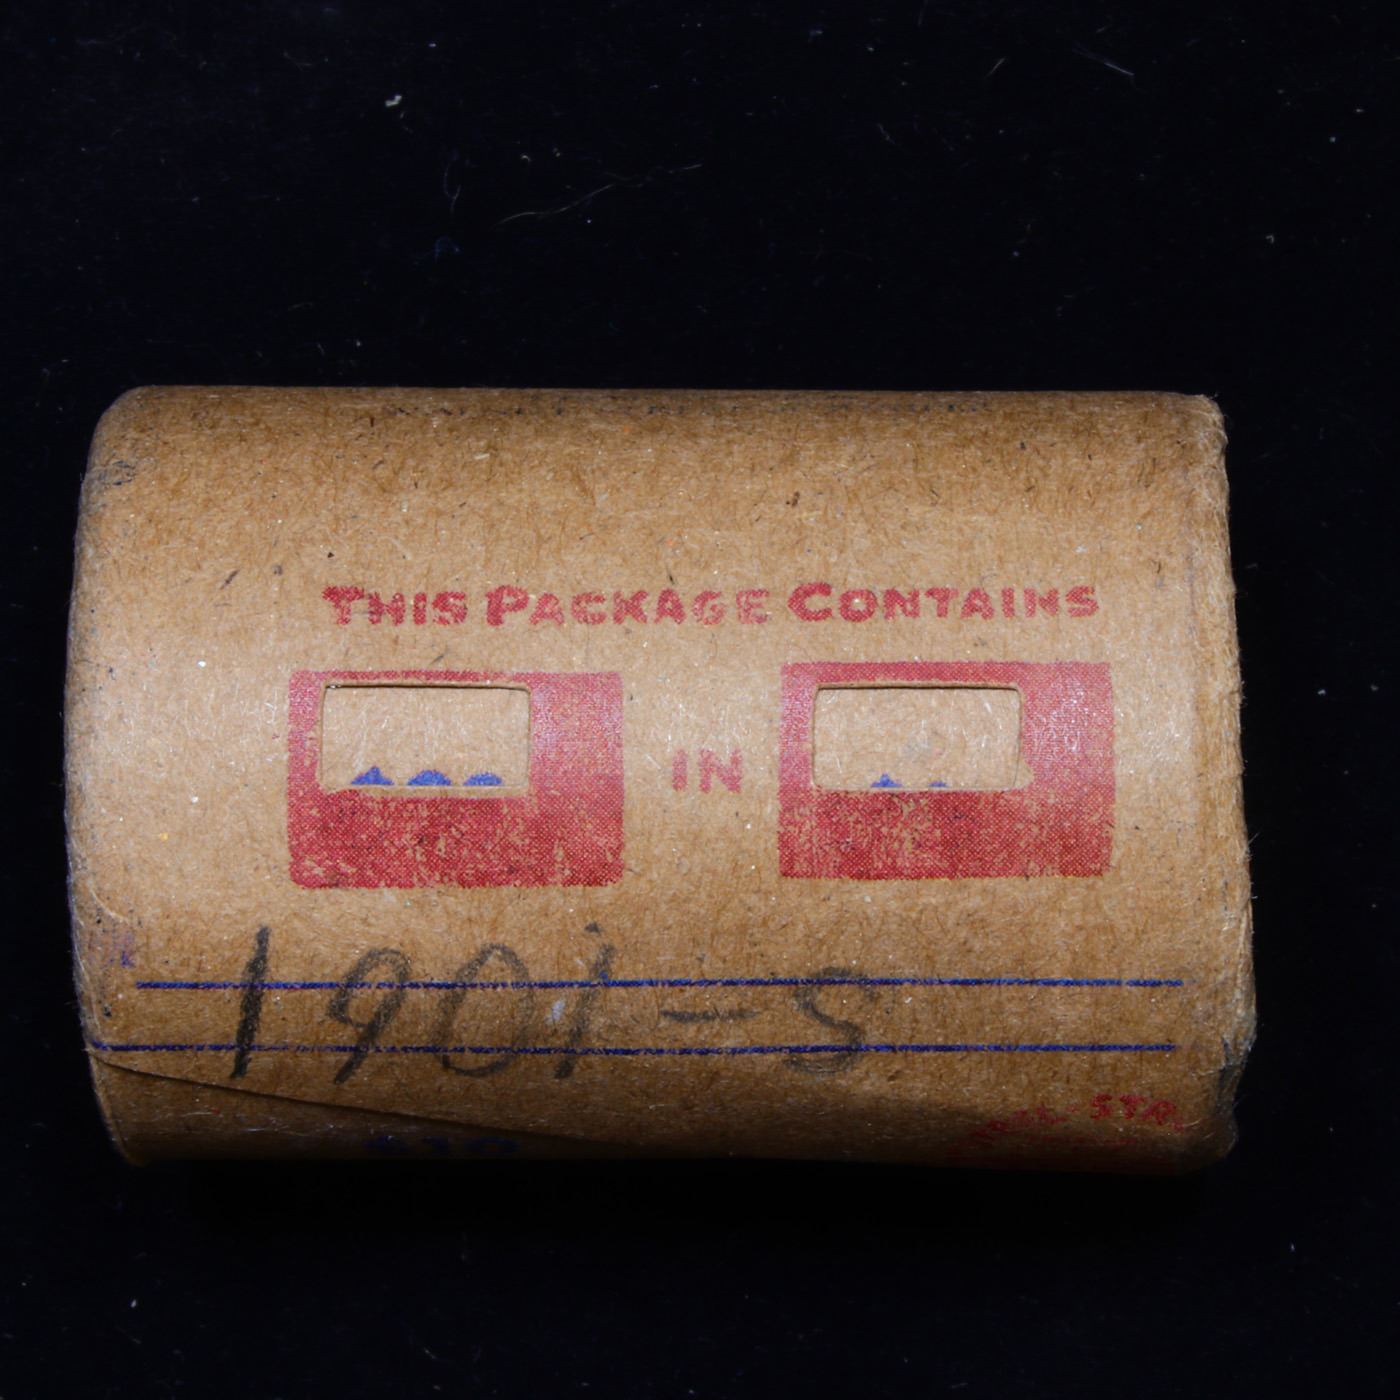 THIS PACKAGE CONTAINS
IN
1901-S